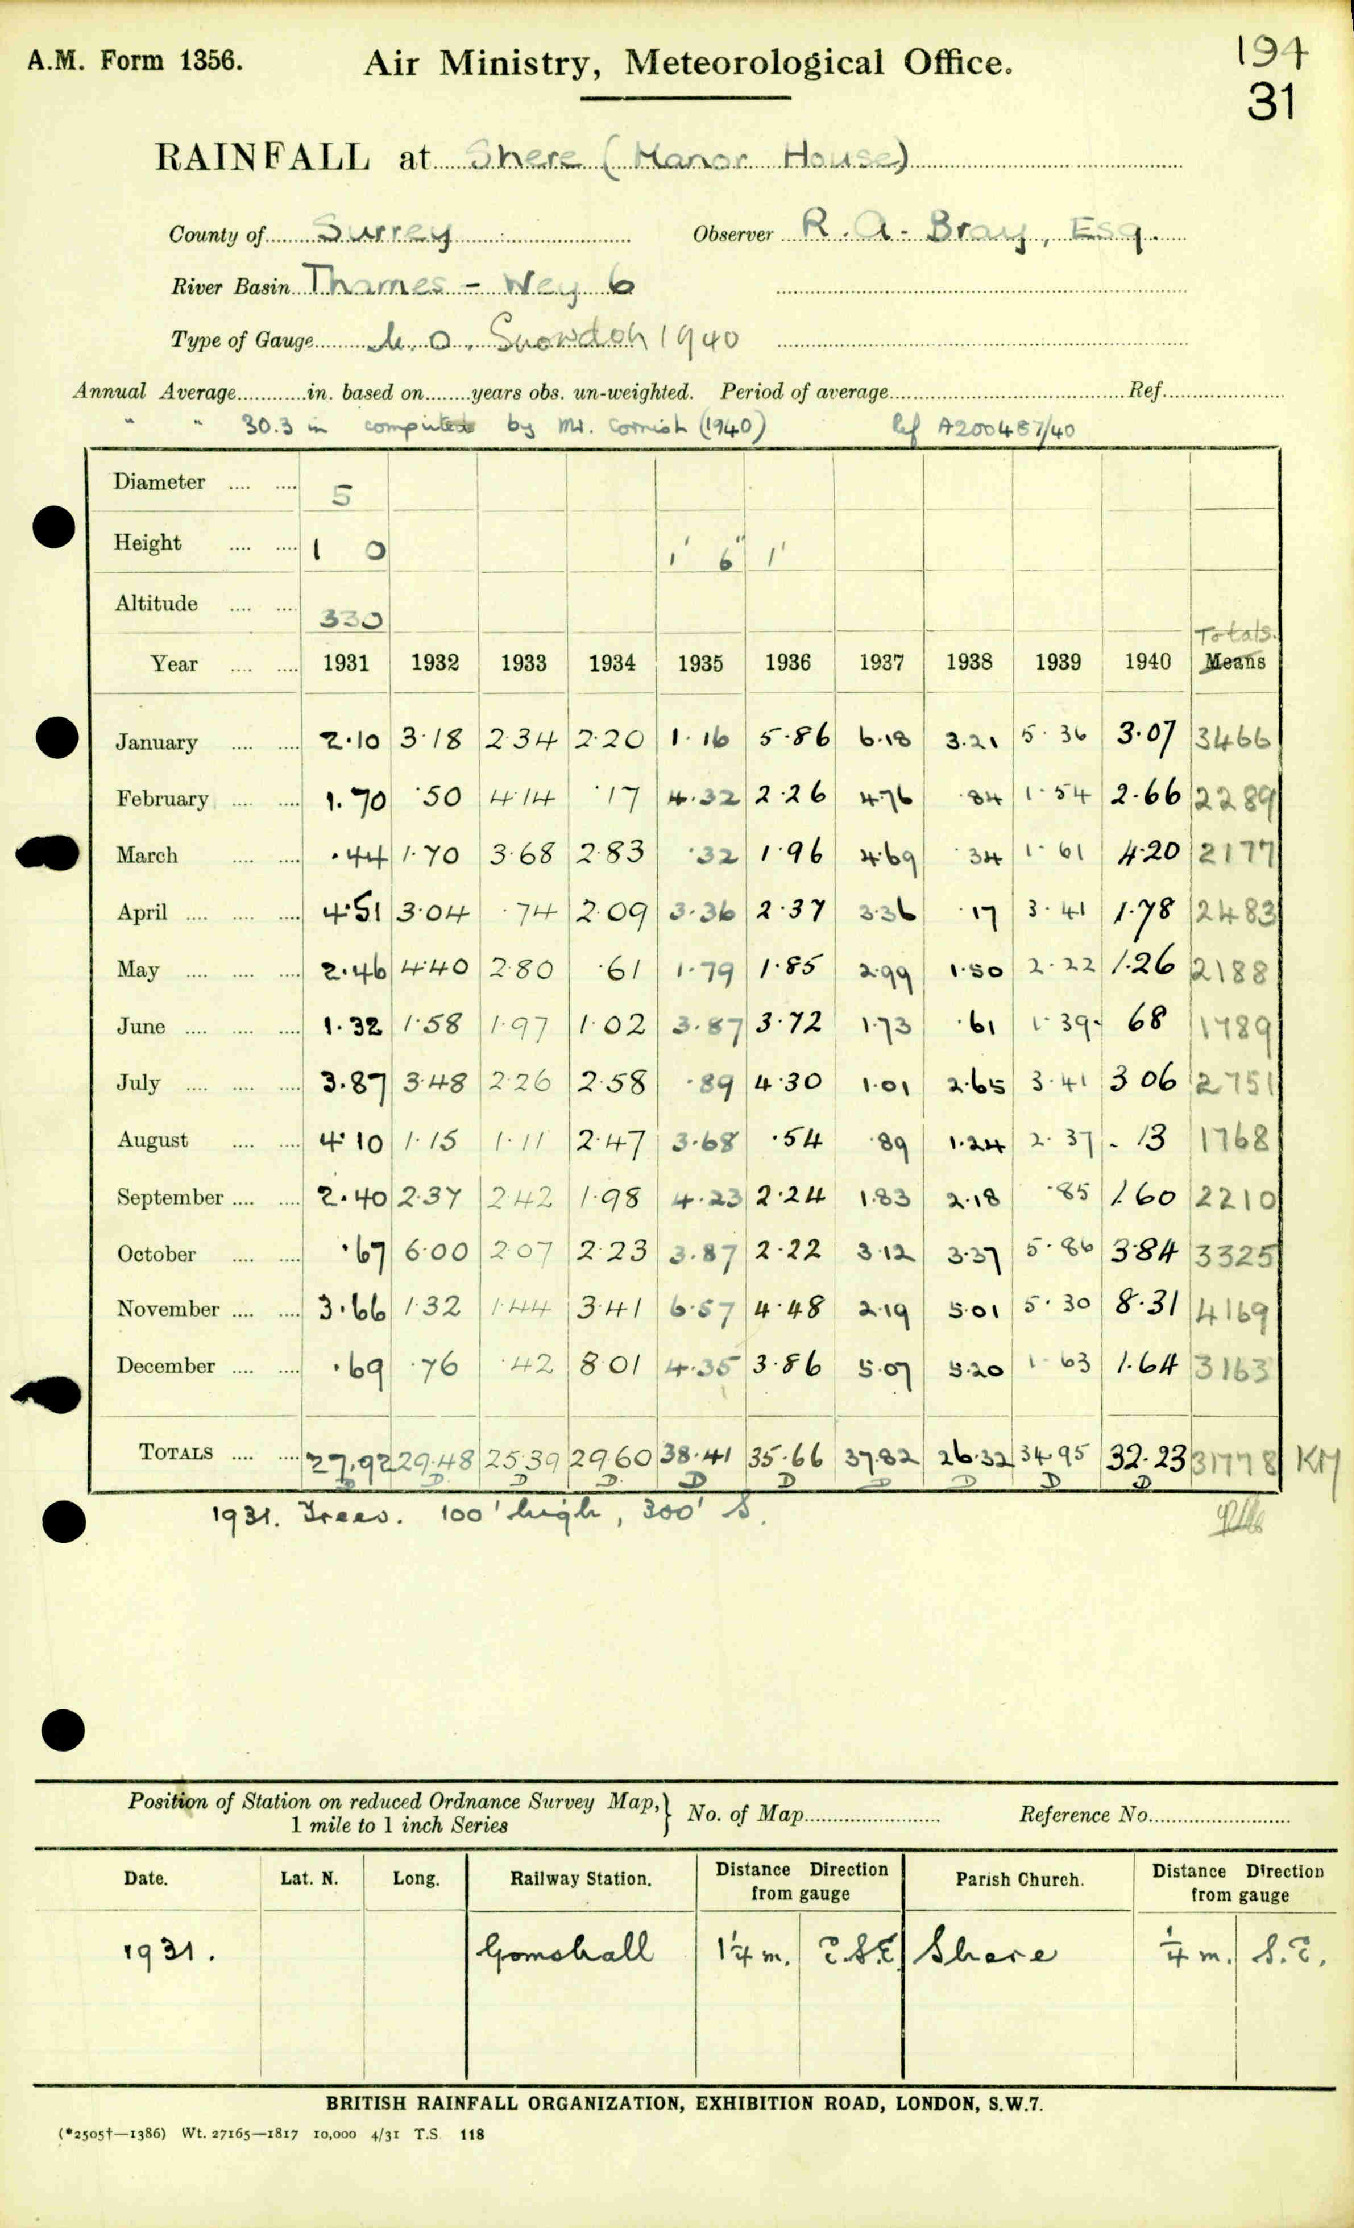 A.M. Form 1356. Air Ministry, Meteorological Office. 194
31
RAINFALL at Shere (Manor House)
County of Surrey Observer R. A. Bray, Esq.
River Basin Thames - Wey 6
Type of Gauge M.O. Snowdon 1940
Annual Average in. based on years obs. un-weighted. Period of average Ref.
" " 30.3 in computed by Mr. Cornish (1940) Ref A200487/40
Diameter 5
Height 1 0 1' 6" 1'
Altitude 330
Totals.
Year 1931 1932 1933 1934 1935 1936 1937 1938 1939 1940 Means
January 2.10 3.18 2.34 2.20 1.16 5.86 6.18 3.21 5.36 3.07 3466
February 1.70 .50 4.14 .17 4.32 2.26 4.76 .84 1.54 2.66 2289
March .44 1.70 3.68 2.83 .32 1.96 4.69 .34 1.61 4.20 2177
April 4.51 3.04 .74 2.09 3.36 2.37 3.36 .17 3.41 1.78 2483
May 2.46 4.40 2.80 .61 1.79 1.85 2.99 1.50 2.22 1.26 2188
June 1.32 1.58 1.97 1.02 3.87 3.72 1.73 .61 1.39 .68 1789
July 3.87 3.48 2.26 2.58 .89 4.30 1.01 2.65 3.41 3 06 2751
August 4.10 1.15 1.11 2.47 3.68 .54 .89 1.24 2.37 .13 1768
September 2.40 2.37 2.42 1.98 4.23 2.24 1.83 2.18 .85 1.60 2210
October .67 6.00 2.07 2.23 3.87 2.22 3.12 3.37 5.86 3.84 3325
November 3.66 1.32 1.44 3.41 6.57 4.48 2.19 5.01 5.30 8.31 4169
December .69 .76 .42 8.01 4.35 3.86 5.07 5.20 1.63 1.64 3163
TOTALS 27.92 29.48 25.39 29.60 38.41 35.66 37.82 26.32 34.95 32.23 31778 KM
D D D D D D D D D D
1931. Trees. 100' high, 300' S.
Position of Station on reduced Ordnance Survey Map, } No. of Map Reference No.
1 mile to 1 inch Series
Date. Lat. N. Long. Railway Station. Distance Direction from gauge Parish Church. Distance Direction from gauge
1931. Gomshall 1¼ m. E.S.E. Shere ¼ m. S.E.
BRITISH RAINFALL ORGANIZATION, EXHIBITION ROAD, LONDON, S.W.7.
(*2505†—1386) Wt. 27165—1817 10,000 4/31 T.S. 118